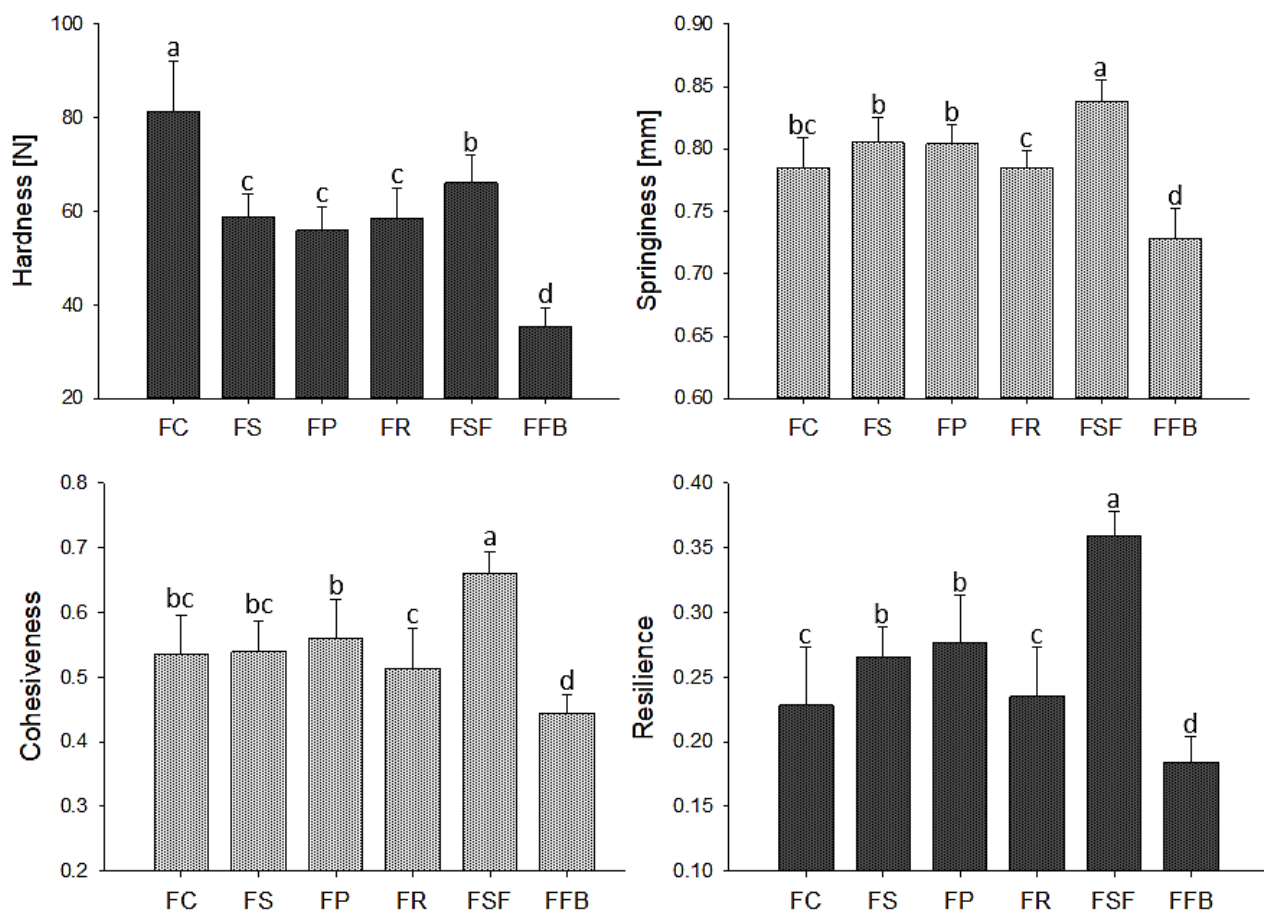 Hardness [N]
100
80
60
40
20
a
c
c
c
b
d
FC FS FP FR FSF FFB
Springiness [mm]
0.90
0.85
0.80
0.75
0.70
0.65
0.60
bc
b
b
c
a
d
FC FS FP FR FSF FFB
Cohesiveness
0.8
0.7
0.6
0.5
0.4
0.3
0.2
bc
bc
b
c
a
d
FC FS FP FR FSF FFB
Resilience
0.40
0.35
0.30
0.25
0.20
0.15
0.10
c
b
b
c
a
d
FC FS FP FR FSF FFB